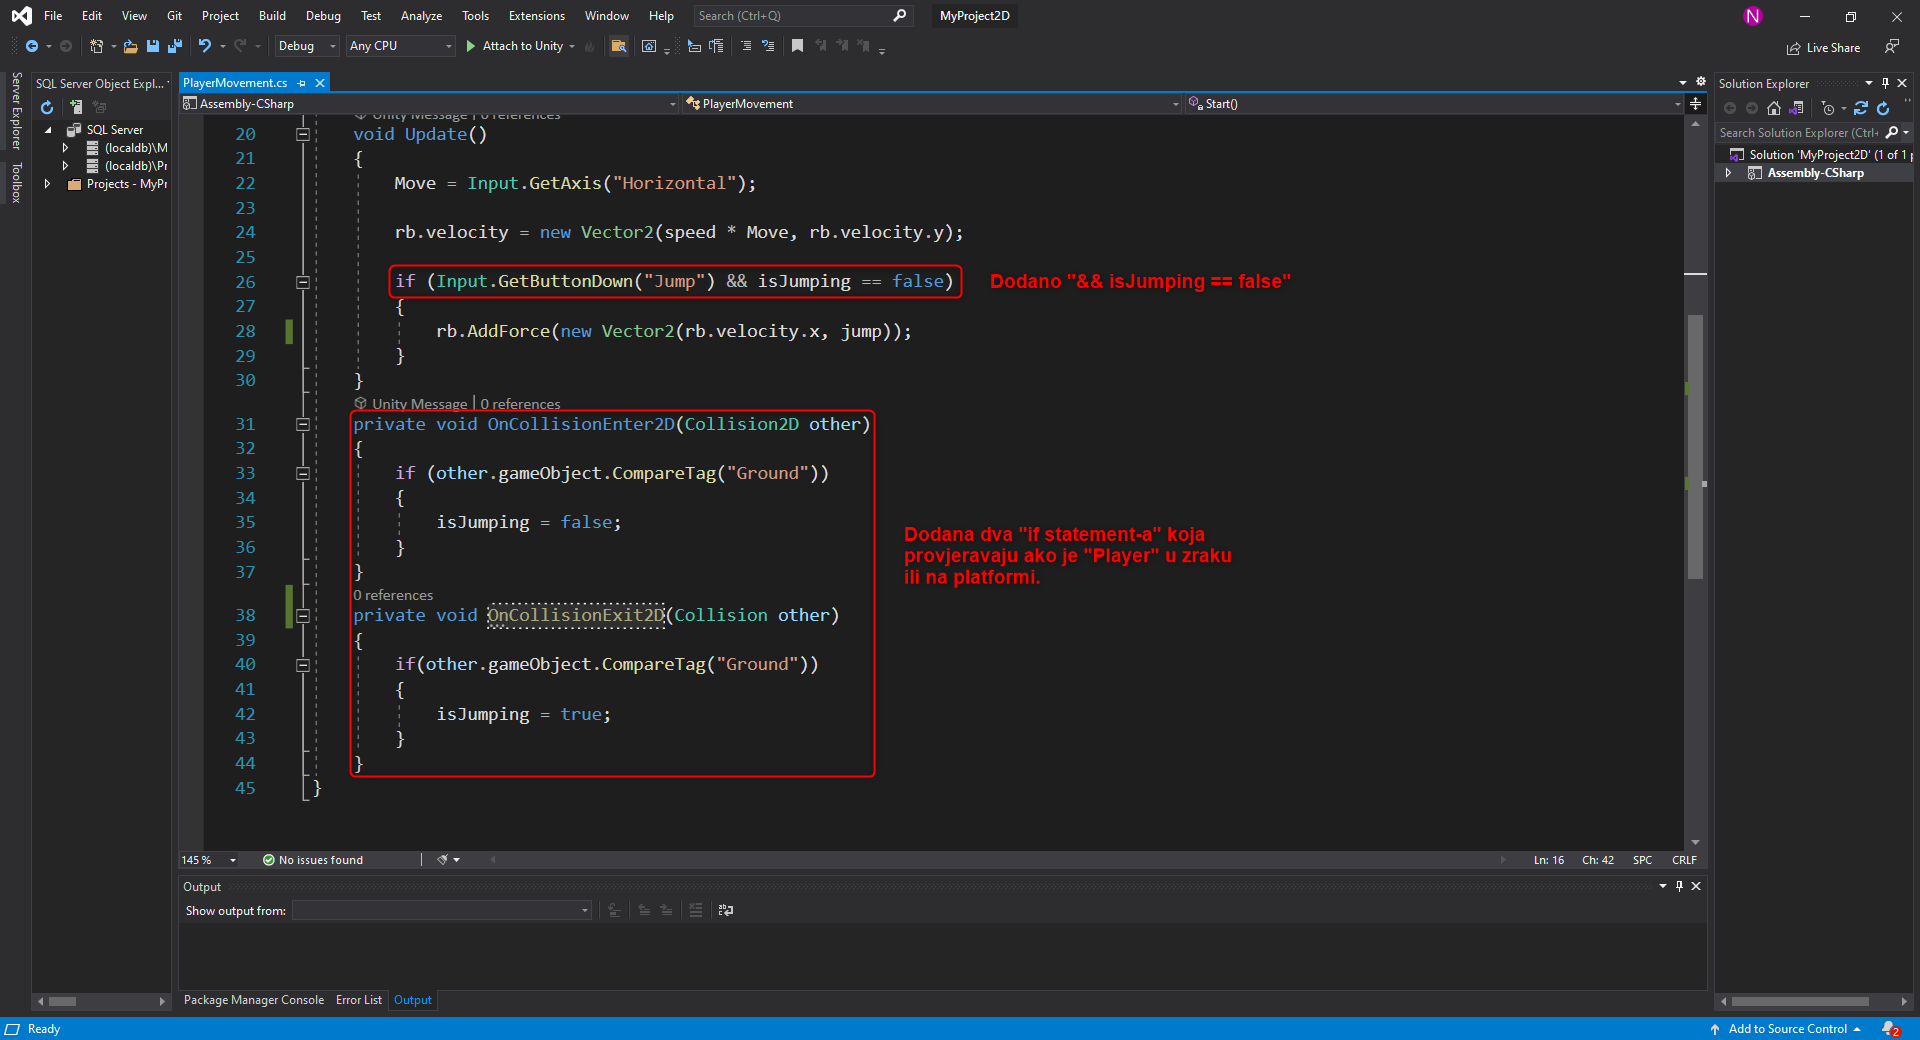 File Edit View Git Project Build Debug Test Analyze Tools Extensions Window Help Search (Ctrl+Q) MyProject2D N
Debug Any CPU Attach to Unity Live Share
Server Explorer
Toolbox
SQL Server Object Expl...
SQL Server
(localdb)\M
(localdb)\Pr
Projects - MyPr
PlayerMovement.cs
Assembly-CSharp PlayerMovement Start()
Unity Message | 0 references
20 void Update()
21 {
22 Move = Input.GetAxis("Horizontal");
23
24 rb.velocity = new Vector2(speed * Move, rb.velocity.y);
25
26 if (Input.GetButtonDown("Jump") && isJumping == false) Dodano "&& isJumping == false"
27 {
28 rb.AddForce(new Vector2(rb.velocity.x, jump));
29 }
30 }
Unity Message | 0 references
31 private void OnCollisionEnter2D(Collision2D other)
32 {
33 if (other.gameObject.CompareTag("Ground"))
34 {
35 isJumping = false;
36 }
37 }
0 references
38 private void OnCollisionExit2D(Collision other)
39 {
40 if(other.gameObject.CompareTag("Ground"))
41 {
42 isJumping = true;
43 }
44 }
45 }
Dodana dva "if statement-a" koja
provjeravaju ako je "Player" u zraku
ili na platformi.
145 % No issues found Ln: 16 Ch: 42 SPC CRLF
Output
Show output from:
Package Manager Console Error List Output
Solution Explorer
Search Solution Explorer (Ctrl+
Solution 'MyProject2D' (1 of 1 p
Assembly-CSharp
Ready Add to Source Control 2